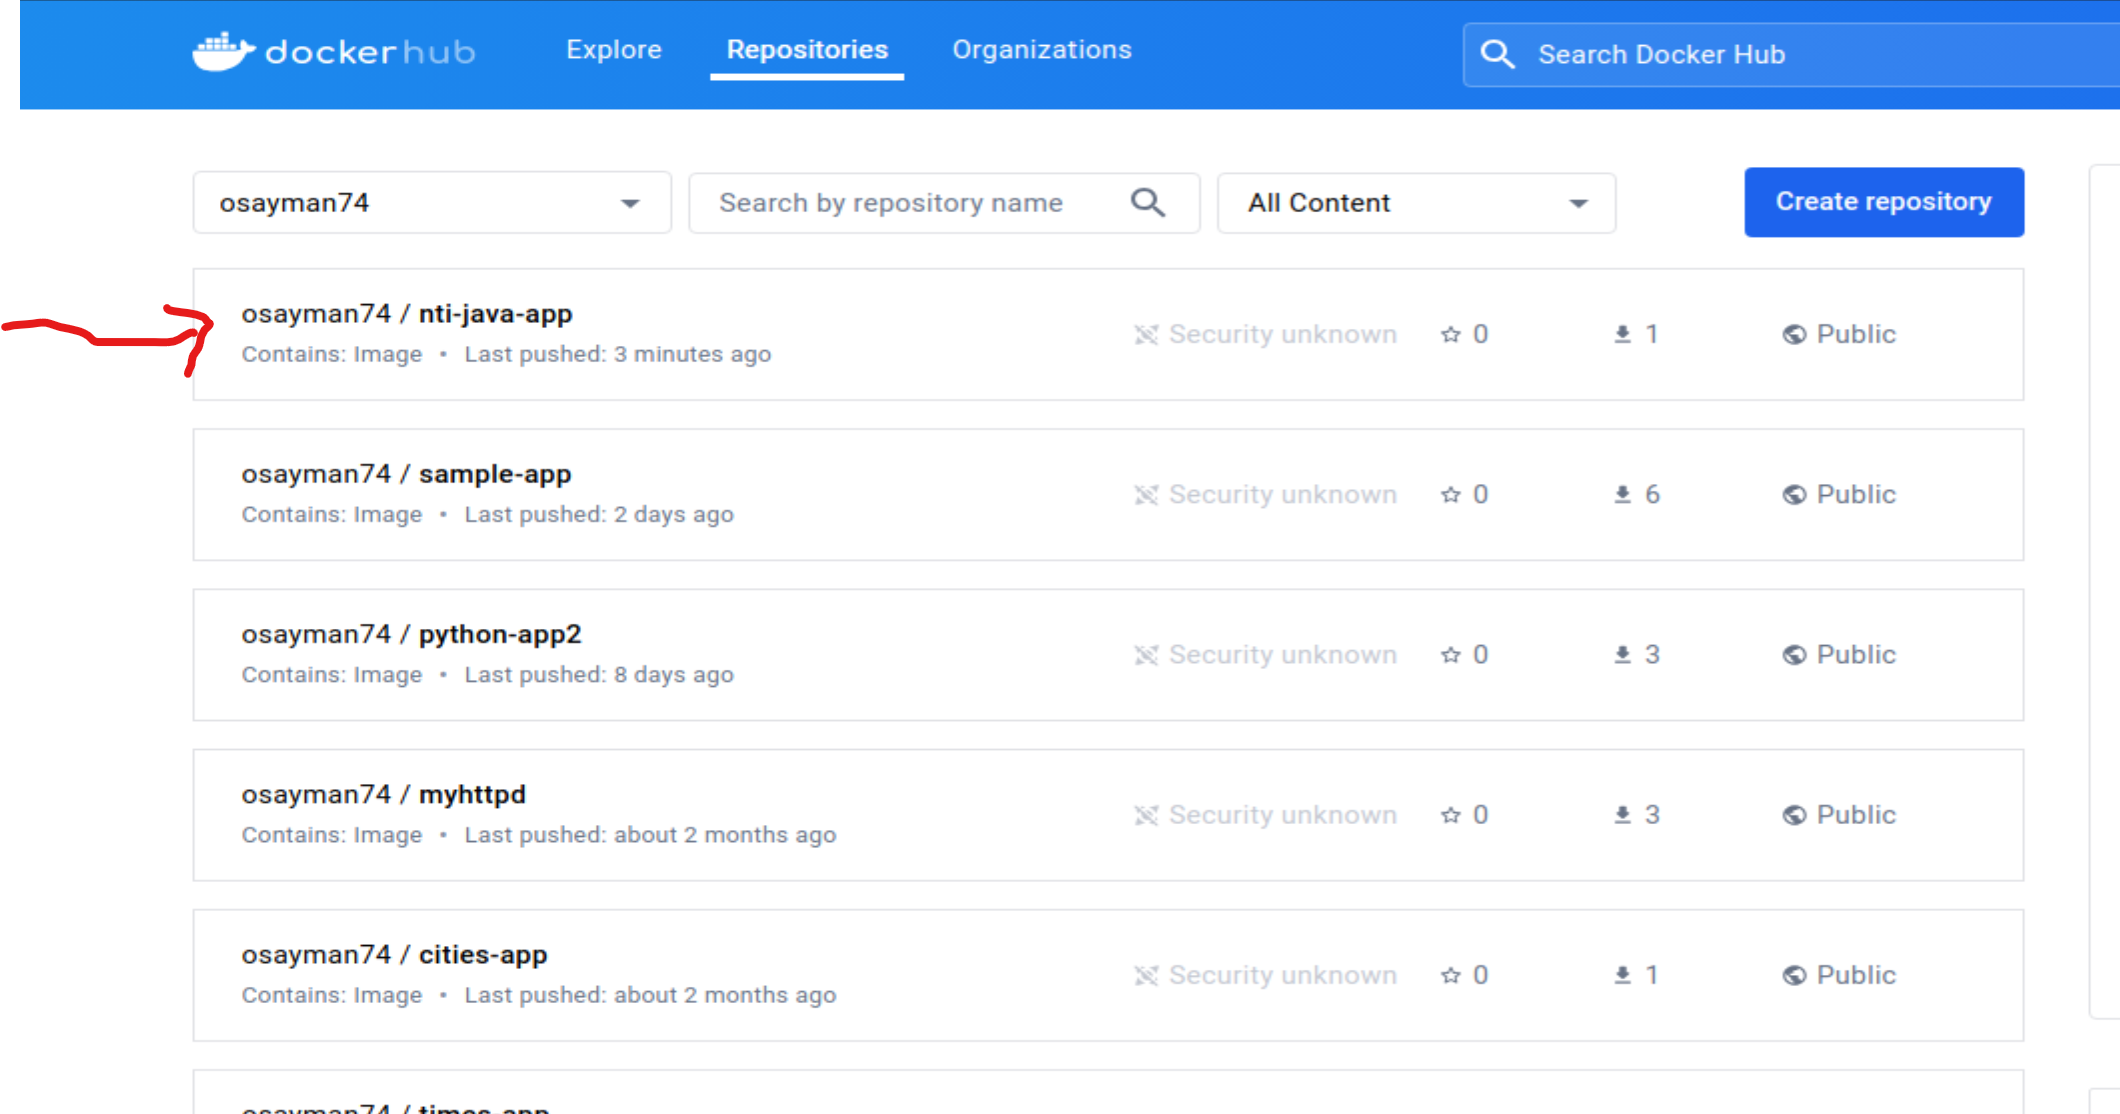 dockerhub Explore Repositories Organizations Search Docker Hub
osayman74 Search by repository name All Content Create repository
osayman74 / nti-java-app
Contains: Image • Last pushed: 3 minutes ago
Security unknown 0 1 Public
osayman74 / sample-app
Contains: Image • Last pushed: 2 days ago
Security unknown 0 6 Public
osayman74 / python-app2
Contains: Image • Last pushed: 8 days ago
Security unknown 0 3 Public
osayman74 / myhttpd
Contains: Image • Last pushed: about 2 months ago
Security unknown 0 3 Public
osayman74 / cities-app
Contains: Image • Last pushed: about 2 months ago
Security unknown 0 1 Public
osayman74 / times-app